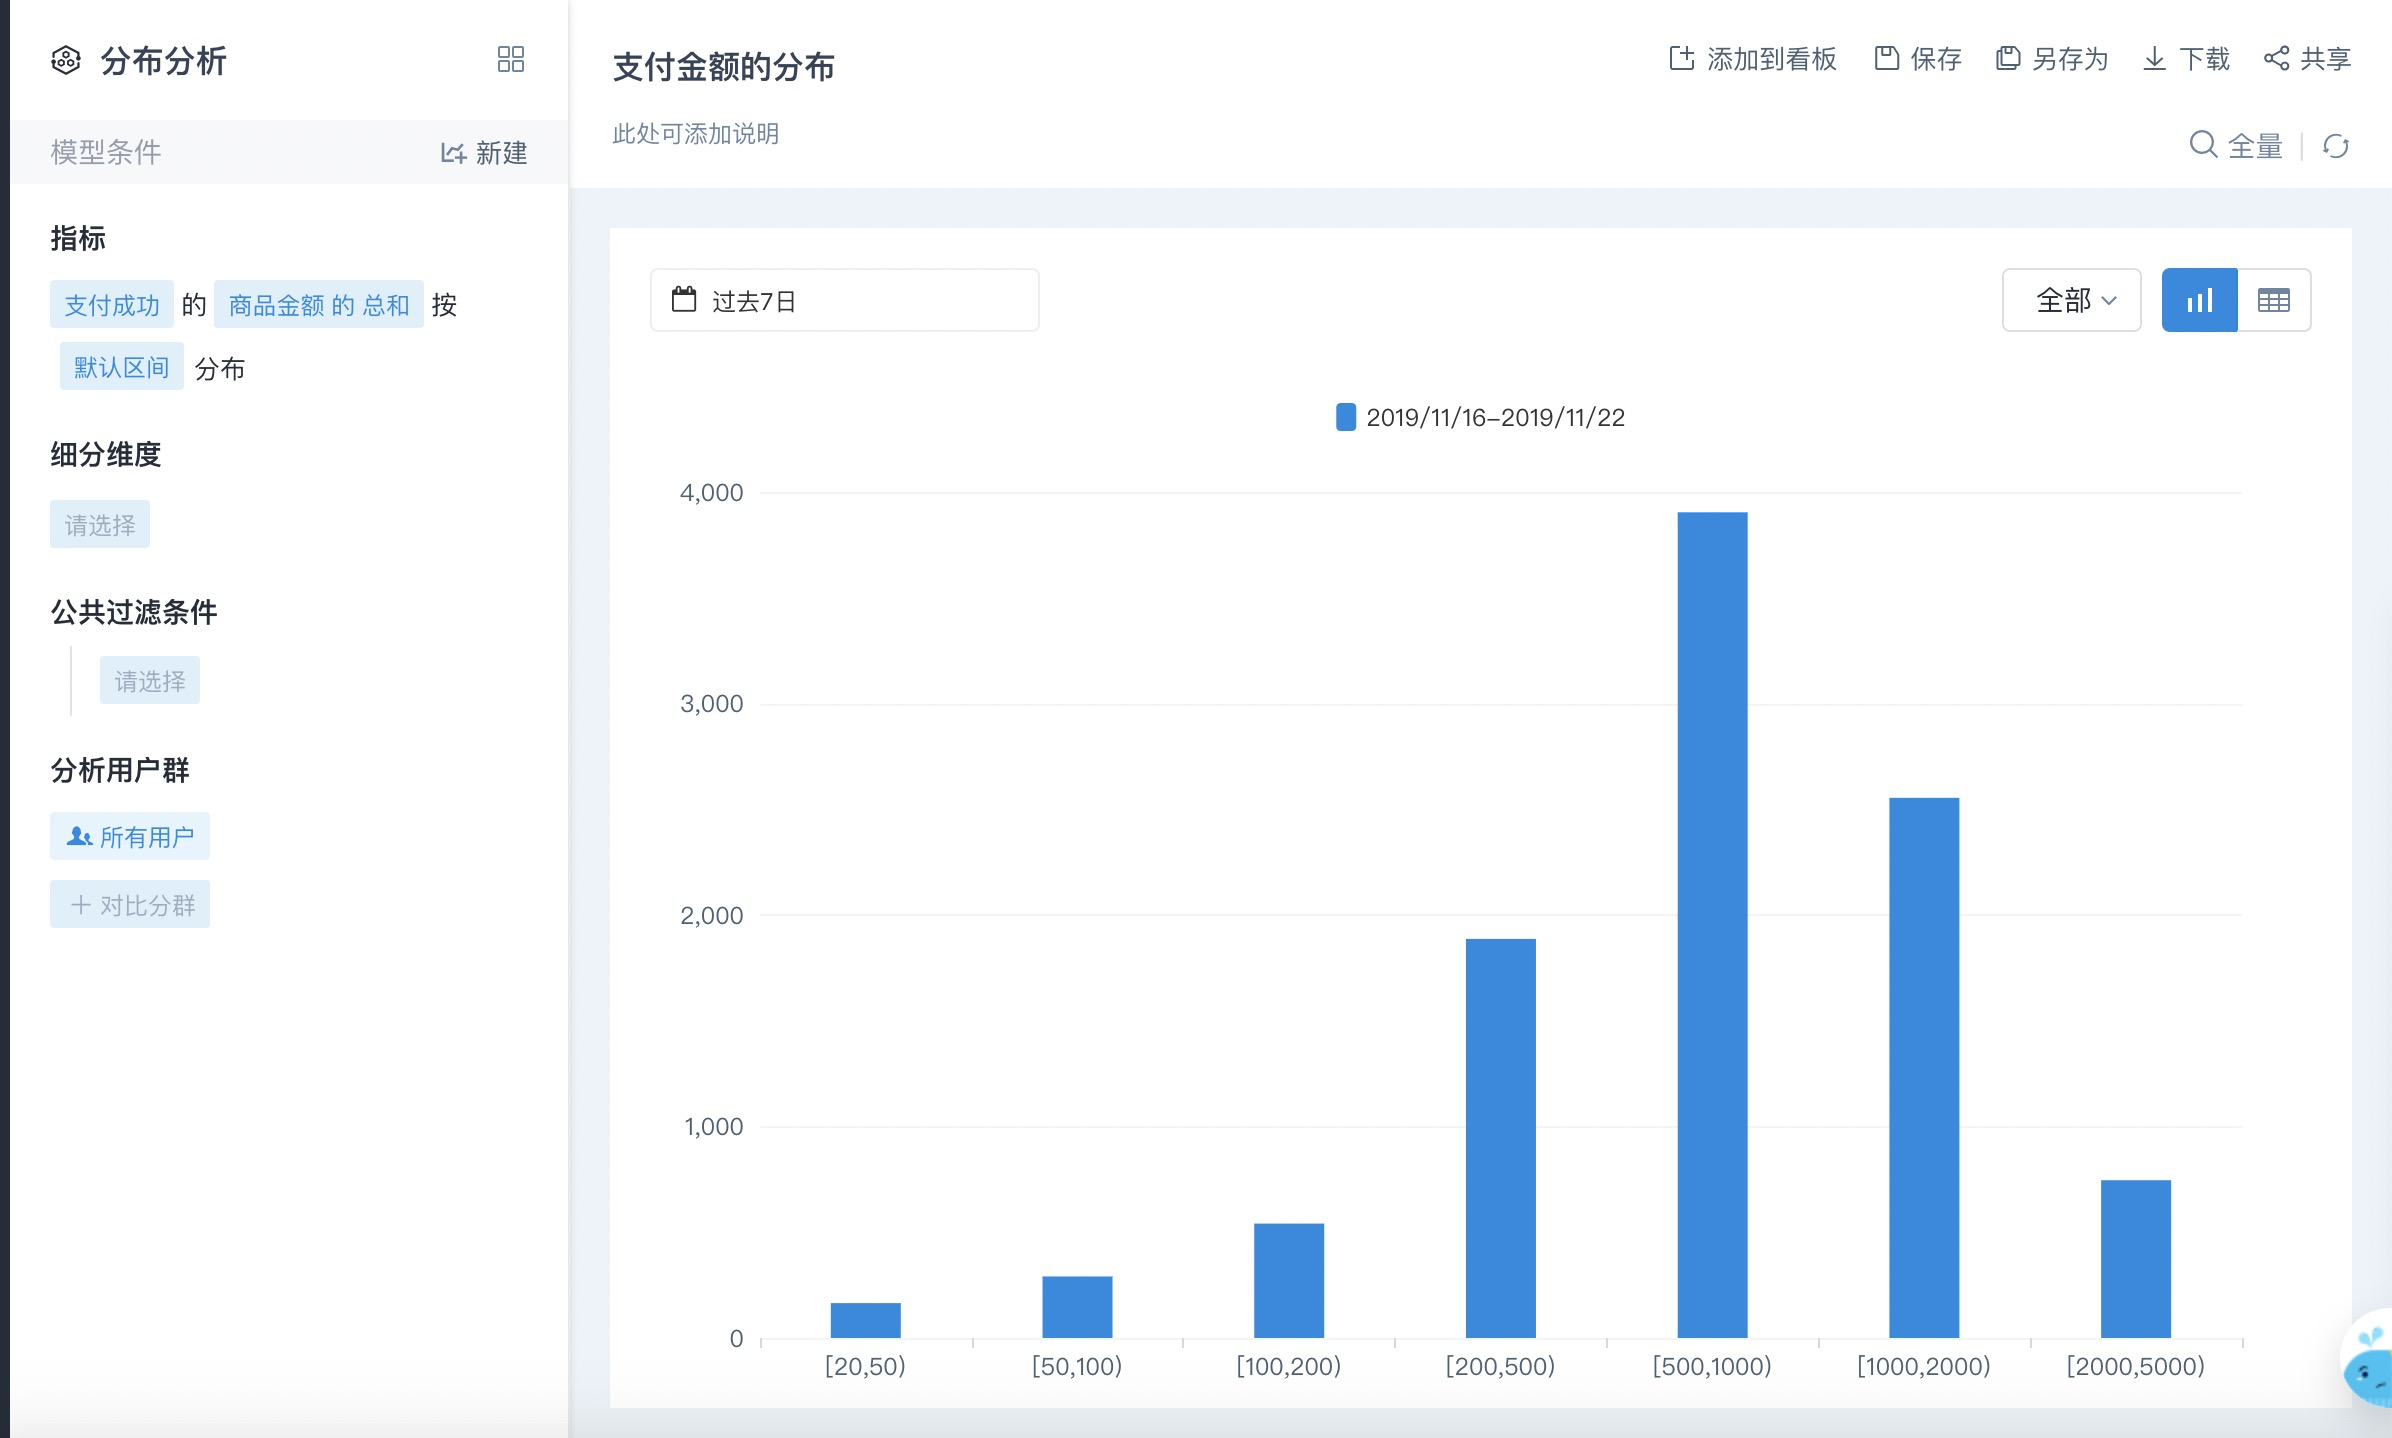 分布分析
模型条件
新建
指标
支付成功 的 商品金额 的 总和 按
默认区间 分布
细分维度
请选择
公共过滤条件
请选择
分析用户群
所有用户
+ 对比分群
支付金额的分布
添加到看板
保存
另存为
下载
共享
此处可添加说明
全量
过去7日
全部
2019/11/16–2019/11/22
4,000
3,000
2,000
1,000
0
[20,50)
[50,100)
[100,200)
[200,500)
[500,1000)
[1000,2000)
[2000,5000)